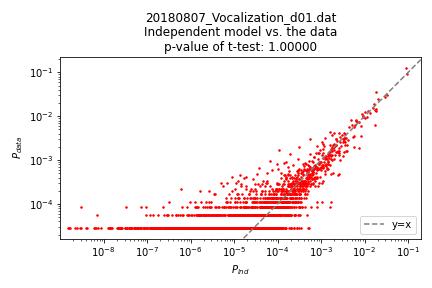 20180807_Vocalization_d01.dat
Independent model vs. the data
p-value of t-test: 1.00000
10⁻¹
10⁻²
10⁻³
10⁻⁴
P_data
y=x
10⁻⁸ 10⁻⁷ 10⁻⁶ 10⁻⁵ 10⁻⁴ 10⁻³ 10⁻² 10⁻¹
P_ind